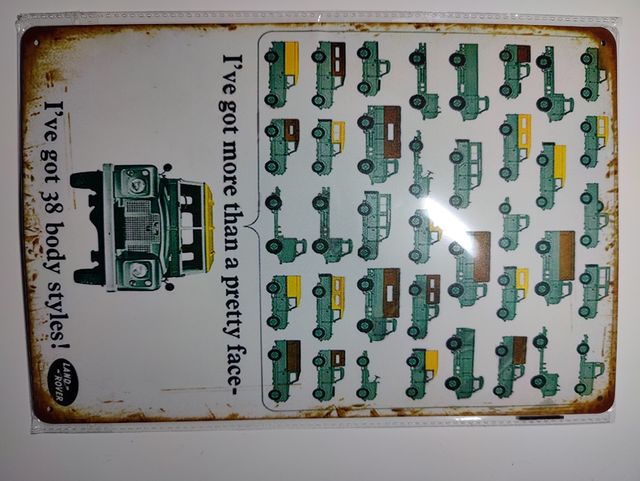 I've got more than a pretty face-
I've got 38 body styles!
LAND-
-ROVER